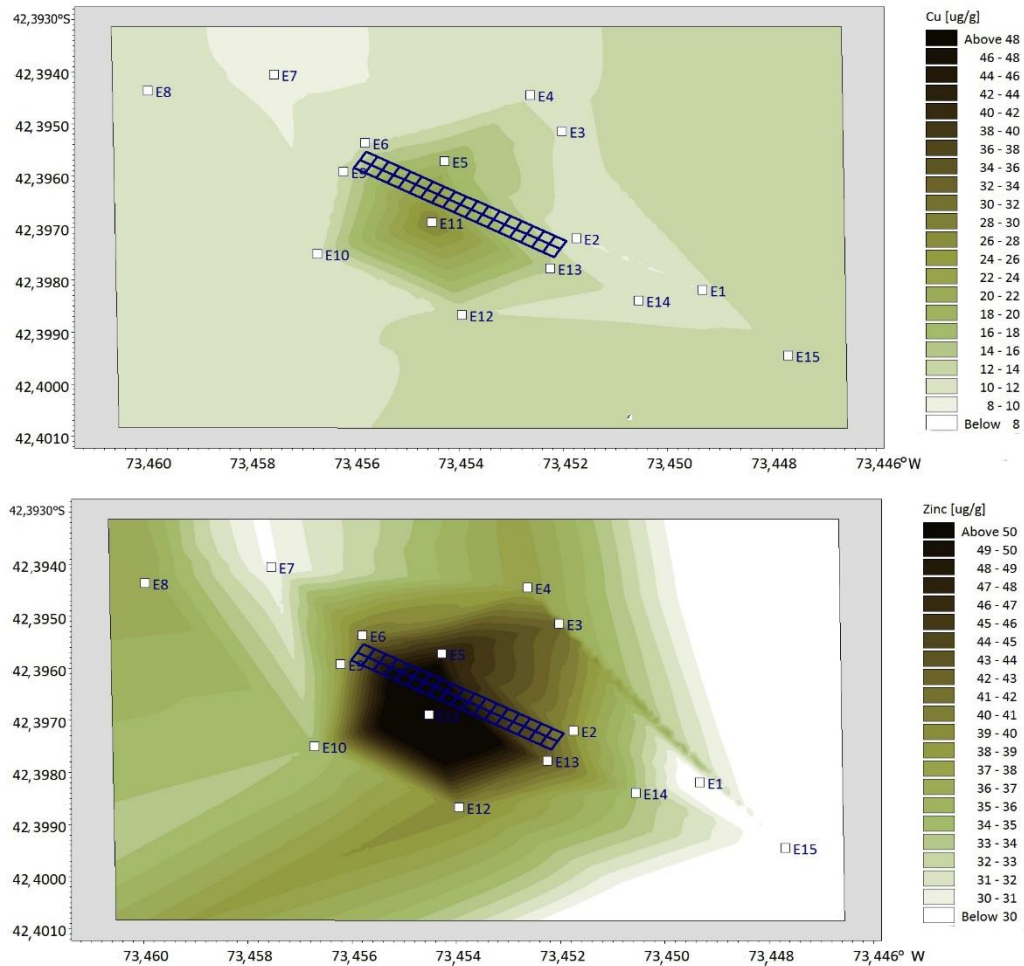 42,3930°S
42,3940
42,3950
42,3960
42,3970
42,3980
42,3990
42,4000
42,4010
E7
E8
E4
E3
E6
E5
E9
E11
E2
E10
E13
E1
E14
E12
E15
73,460 73,450 73,456 73,454 73,452 73,450 73,448 73,446°W
Cu [ug/g]
Above 48
46 - 48
44 - 46
42 - 44
40 - 42
38 - 40
36 - 38
34 - 36
32 - 34
30 - 32
28 - 30
26 - 28
24 - 26
22 - 24
20 - 22
18 - 20
16 - 18
14 - 16
12 - 14
10 - 12
8 - 10
Below 8
42,3930°S
42,3940
42,3950
42,3960
42,3970
42,3980
42,3990
42,4000
42,4010
E7
E8
E4
E3
E6
E5
E9
E2
E10
E13
E1
E14
E12
E15
73,460 73,458 73,456 73,454 73,452 73,450 73,448 73,446° W
Zinc [ug/g]
Above 50
49 - 50
48 - 49
47 - 48
46 - 47
45 - 46
44 - 45
43 - 44
42 - 43
41 - 42
40 - 41
39 - 40
38 - 39
37 - 38
36 - 37
35 - 36
34 - 35
33 - 34
32 - 33
31 - 32
30 - 31
Below 30